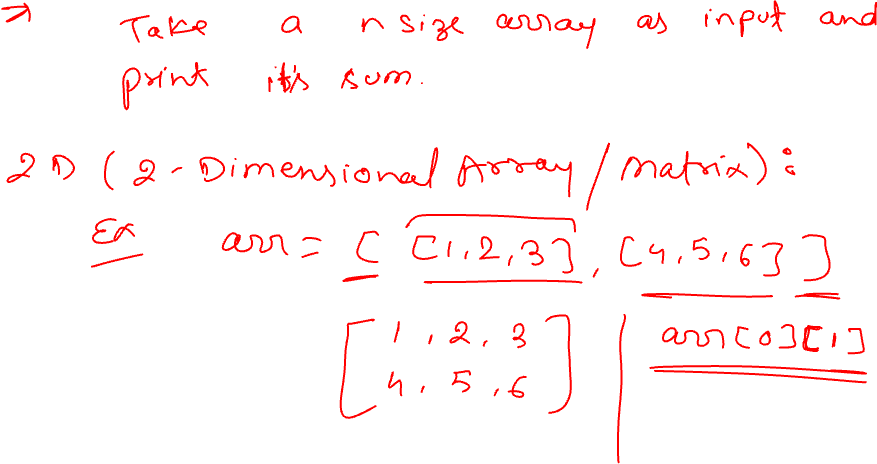 → Take a n size array as input and
print it's sum.
2D (2-Dimensional Array/matrix):
Ex arr = [ [1,2,3], [4,5,6] ]
[ 1, 2, 3
4, 5, 6 ] | arr[0][1]